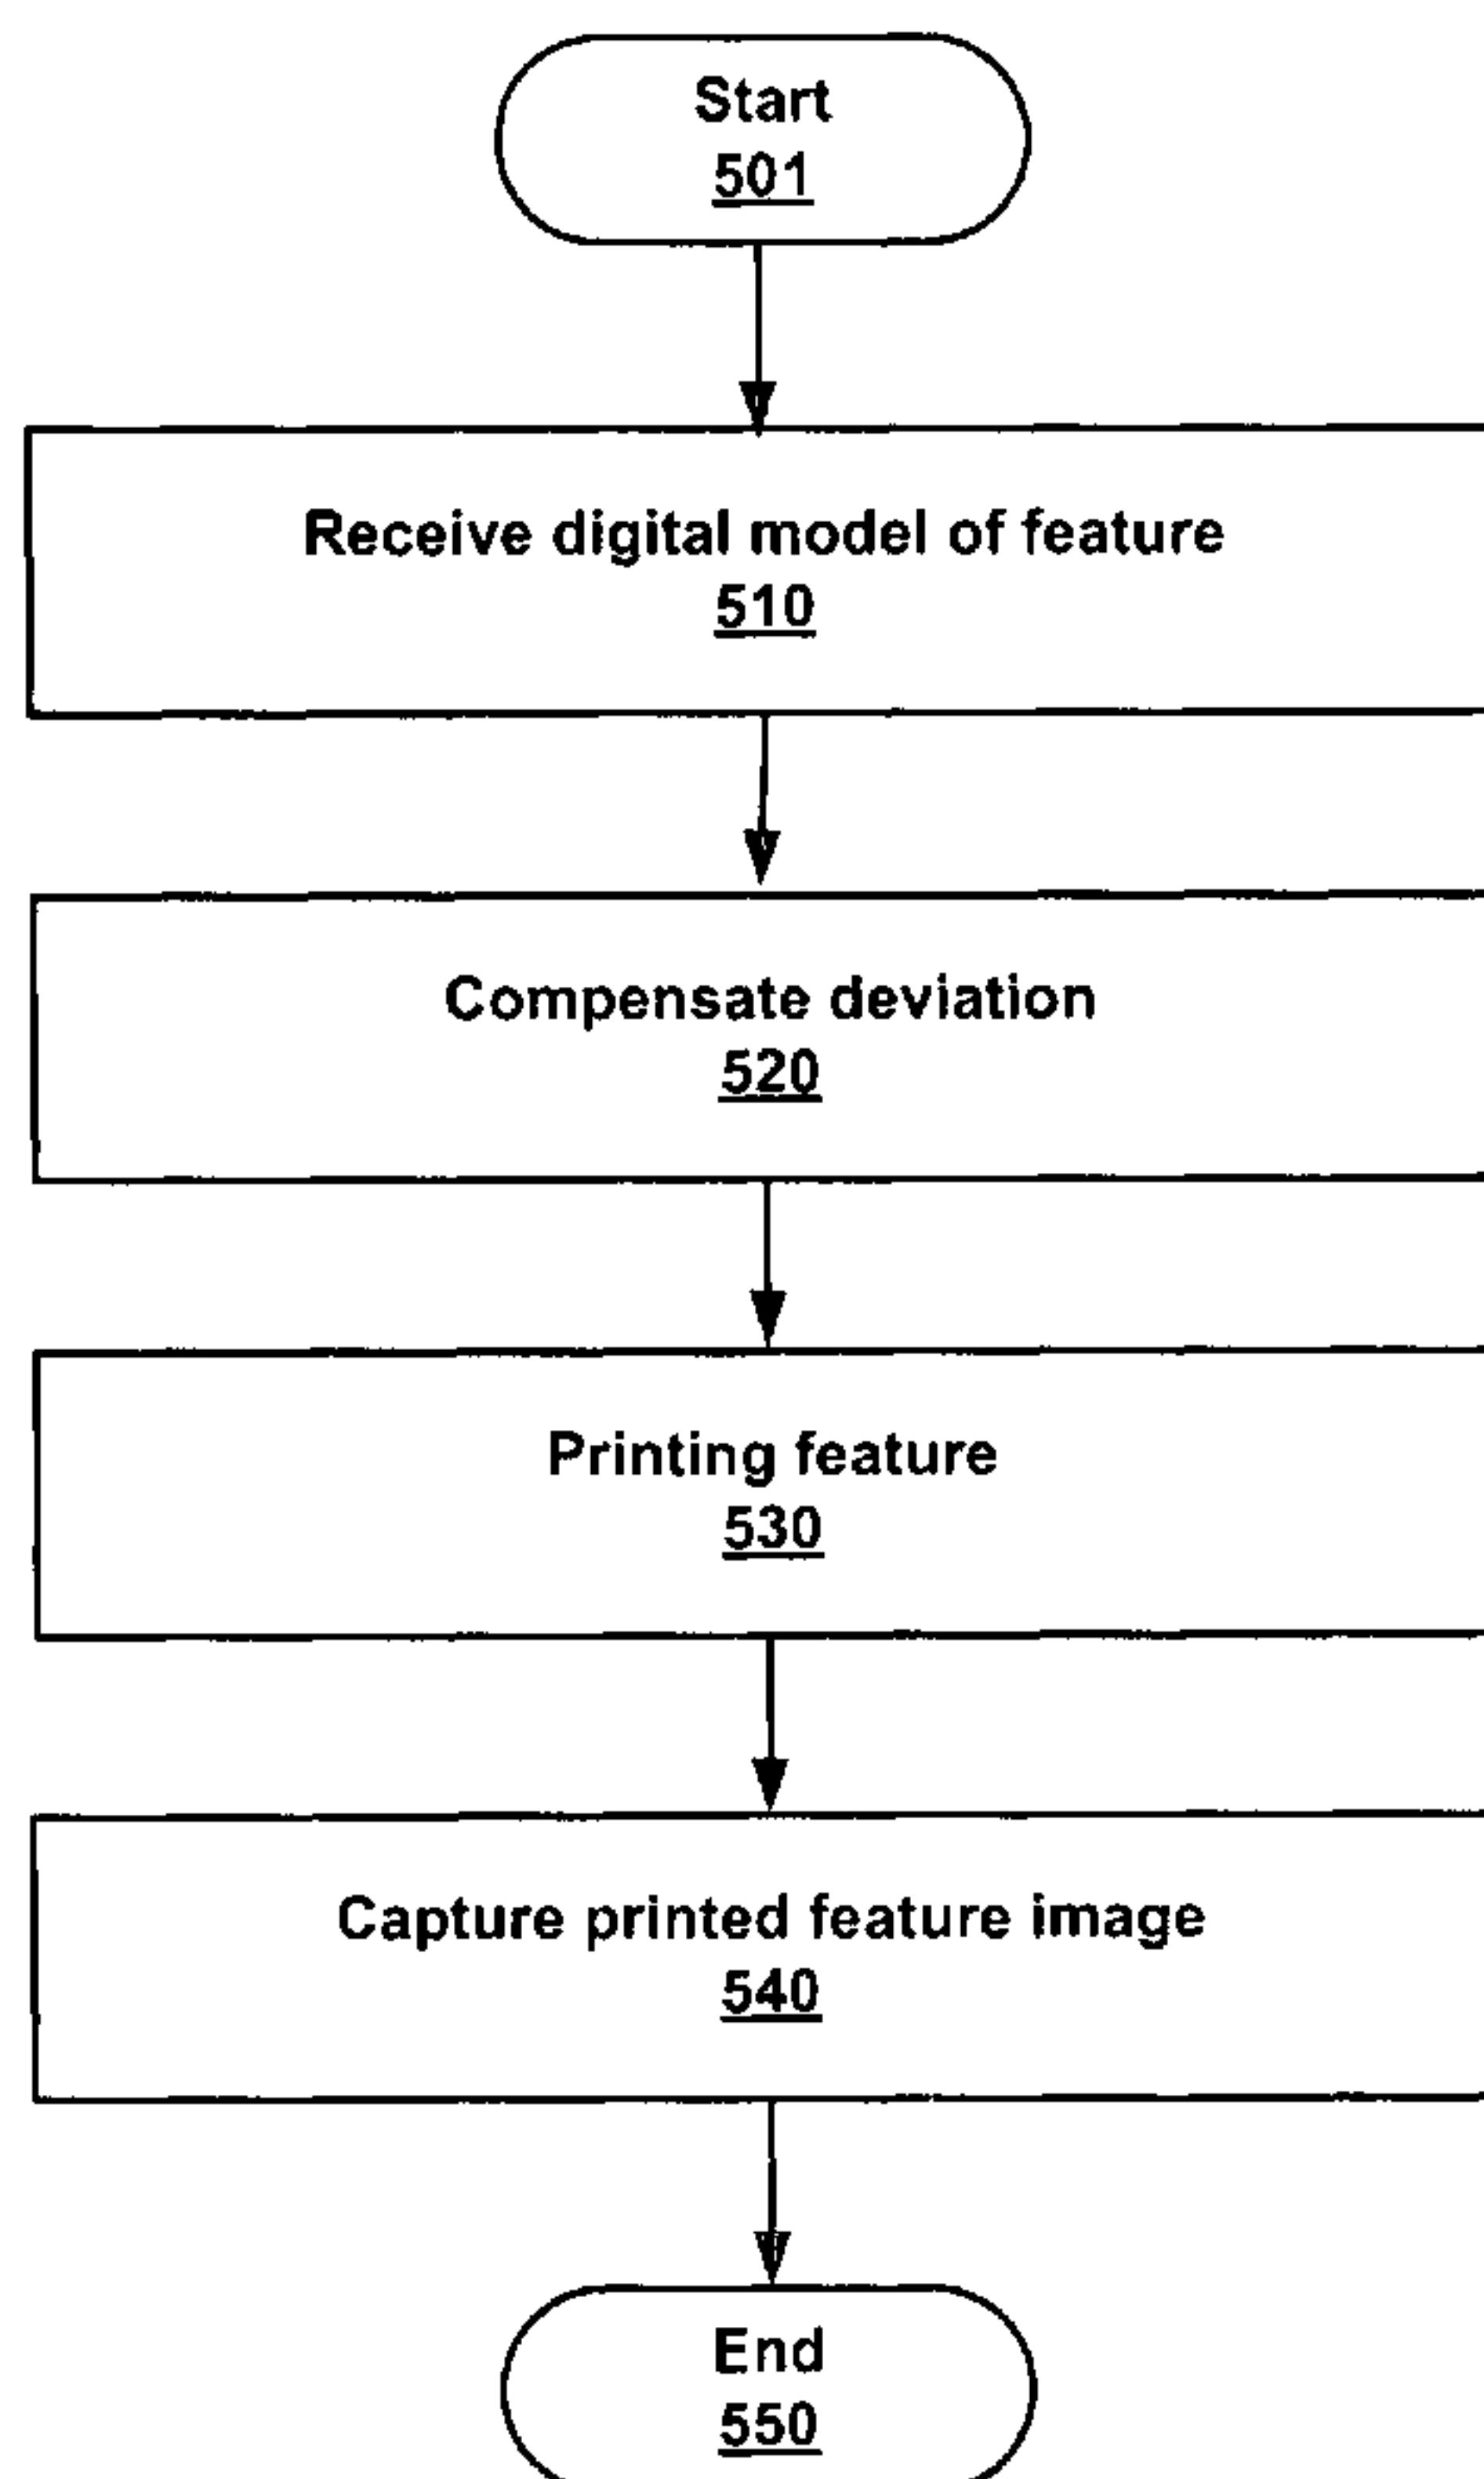 Start
501
Receive digital model of feature
510
Compensate deviation
520
Printing feature
530
Capture printed feature image
540
End
550